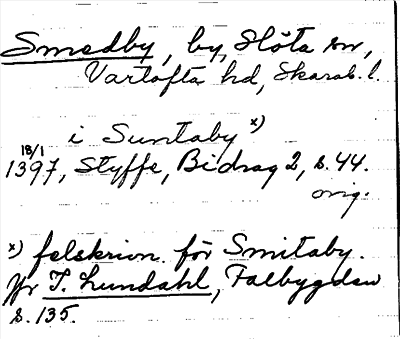 Smedby, by, Slöta sn,
Vartofta hd, Skarab. l.
i Suntaby x)
18/1
1397, Styffe, Bidrag 2, s. 44.
orig.
x) felskrivn. för Smitaby.
Jfr I. Lundahl, Falbygden
s. 135.